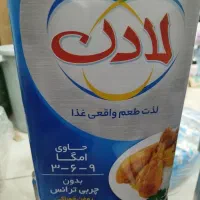 لادن
لذت طعم واقعی غذا
حاوی
امگا
۳-۶-۹
بدون
چربی ترانس